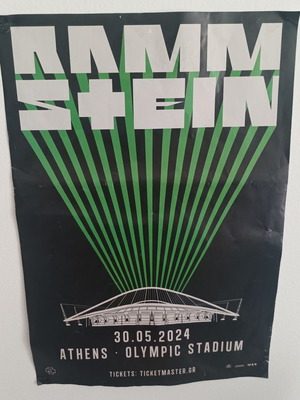 RAMM
STEIN
30.05.2024
ATHENS · OLYMPIC STADIUM
TICKETS: TICKETMASTER.GR